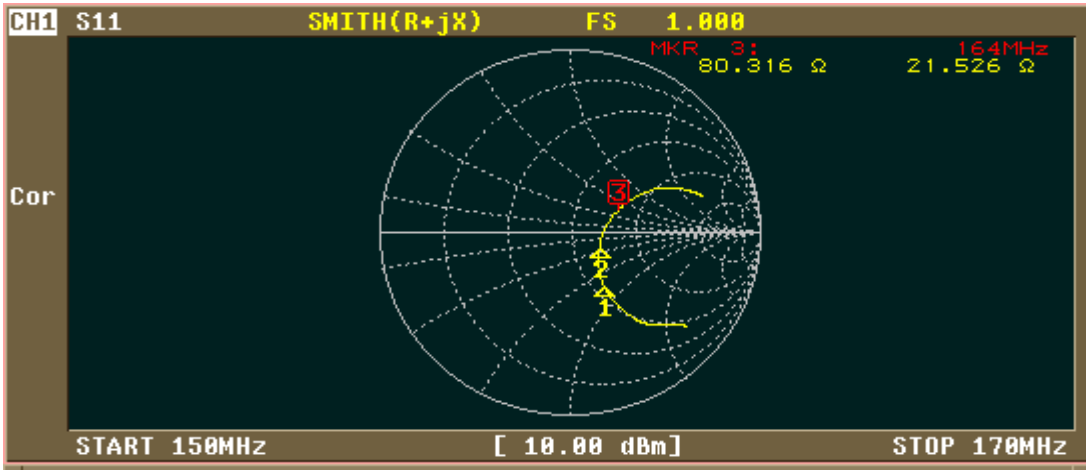 CH1 S11 SMITH(R+jX) FS 1.000
MKR 3: 164MHz
80.316 Ω 21.526 Ω
Cor
3
2
1
START 150MHz [ 10.00 dBm] STOP 170MHz